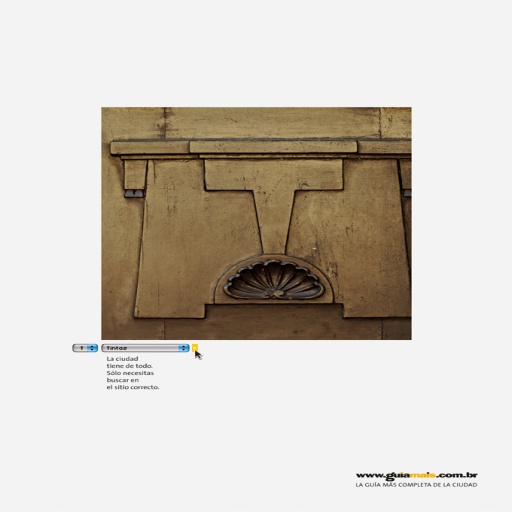 T
Tintas
La ciudad
tiene de todo.
Sólo necesitas
buscar en
el sitio correcto.
www.guiamais.com.br
LA GUÍA MÁS COMPLETA DE LA CIUDAD